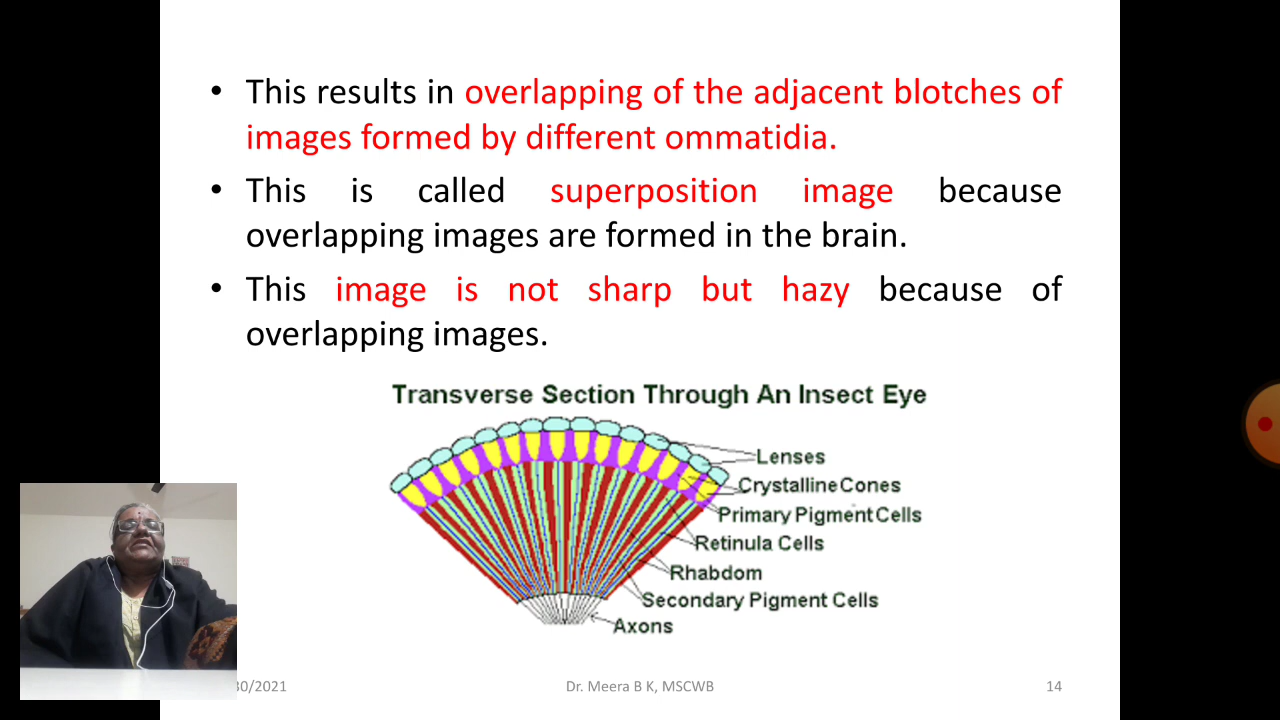 • This results in overlapping of the adjacent blotches of
images formed by different ommatidia.
• This is called superposition image because
overlapping images are formed in the brain.
• This image is not sharp but hazy because of
overlapping images.
Transverse Section Through An Insect Eye
Lenses
Crystalline Cones
Primary Pigment Cells
Retinula Cells
Rhabdom
Secondary Pigment Cells
Axons
30/2021
Dr. Meera B K, MSCWB
14